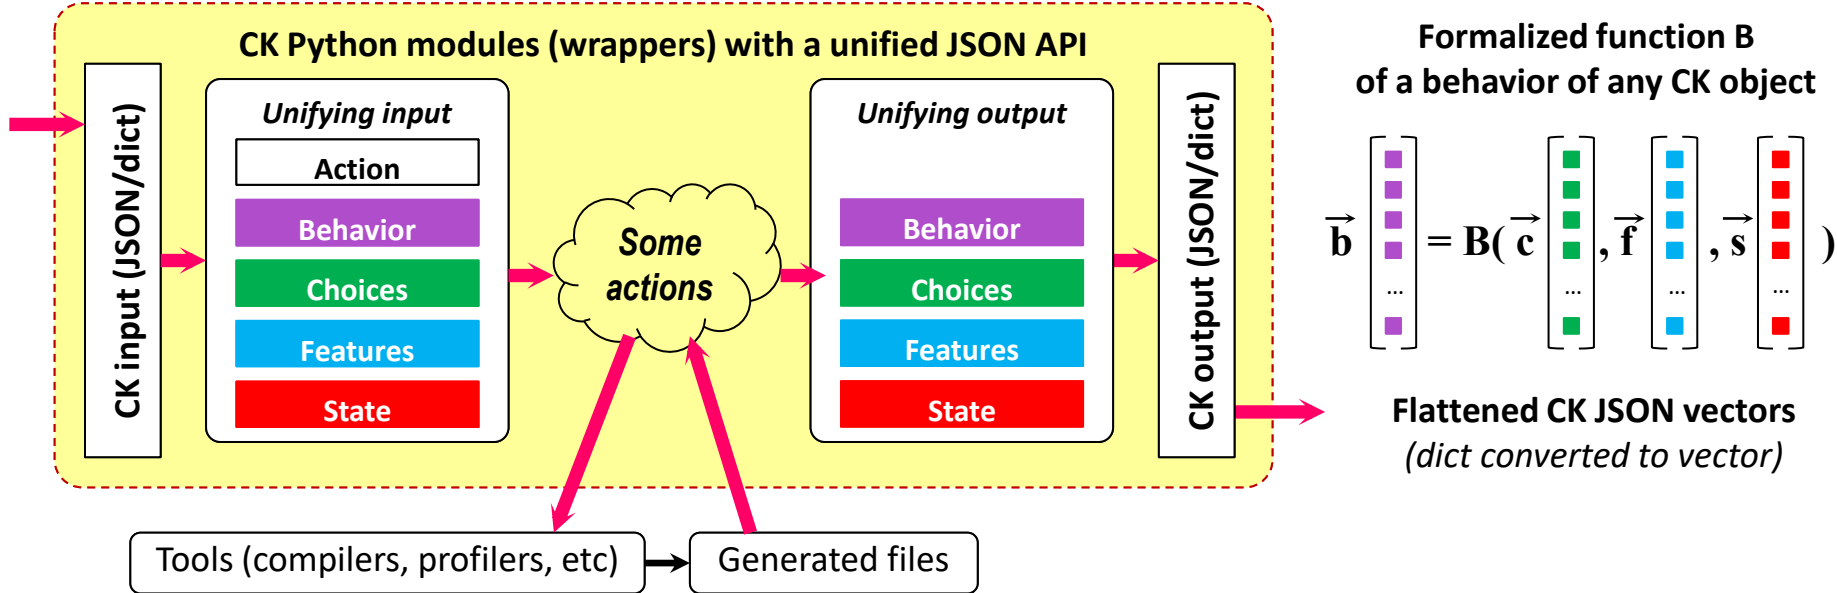 CK Python modules (wrappers) with a unified JSON API
CK input (JSON/dict)
Unifying input
Action
Behavior
Choices
Features
State
Some
actions
Unifying output
Behavior
Choices
Features
State
CK output (JSON/dict)
Tools (compilers, profilers, etc)
Generated files
Formalized function B
of a behavior of any CK object
b ... = B( c ... , f ... , s ... )
Flattened CK JSON vectors
(dict converted to vector)